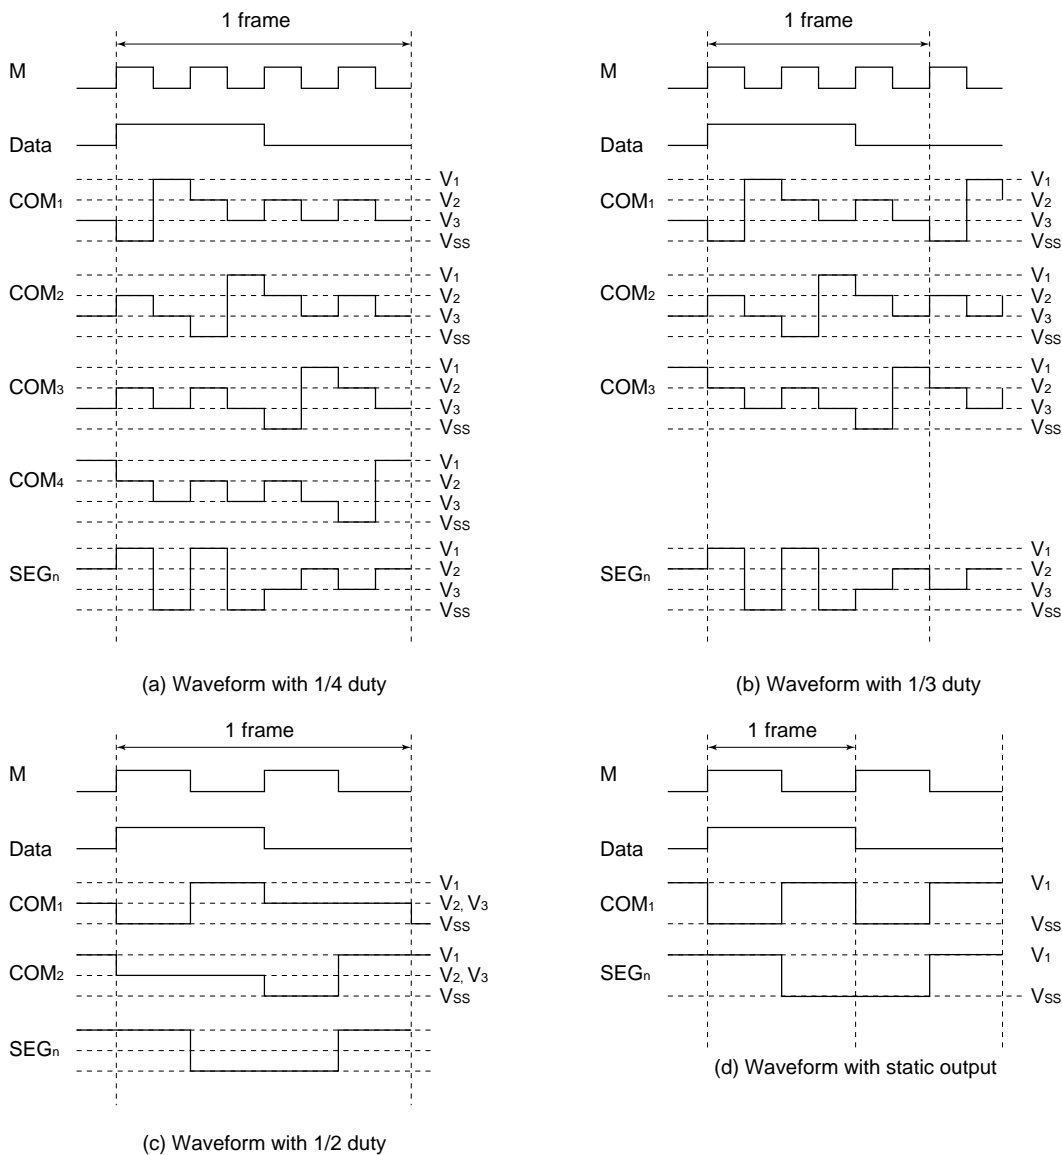 1 frame
M
Data
COM1
V1
V2
V3
VSS
COM2
V1
V2
V3
VSS
COM3
V1
V2
V3
VSS
COM4
V1
V2
V3
VSS
SEGn
V1
V2
V3
VSS
(a) Waveform with 1/4 duty
1 frame
M
Data
COM1
V1
V2
V3
VSS
COM2
V1
V2
V3
VSS
COM3
V1
V2
V3
VSS
SEGn
V1
V2
V3
VSS
(b) Waveform with 1/3 duty
1 frame
M
Data
COM1
V1
V2, V3
VSS
COM2
V1
V2, V3
VSS
SEGn
(c) Waveform with 1/2 duty
1 frame
M
Data
COM1
V1
VSS
SEGn
V1
VSS
(d) Waveform with static output